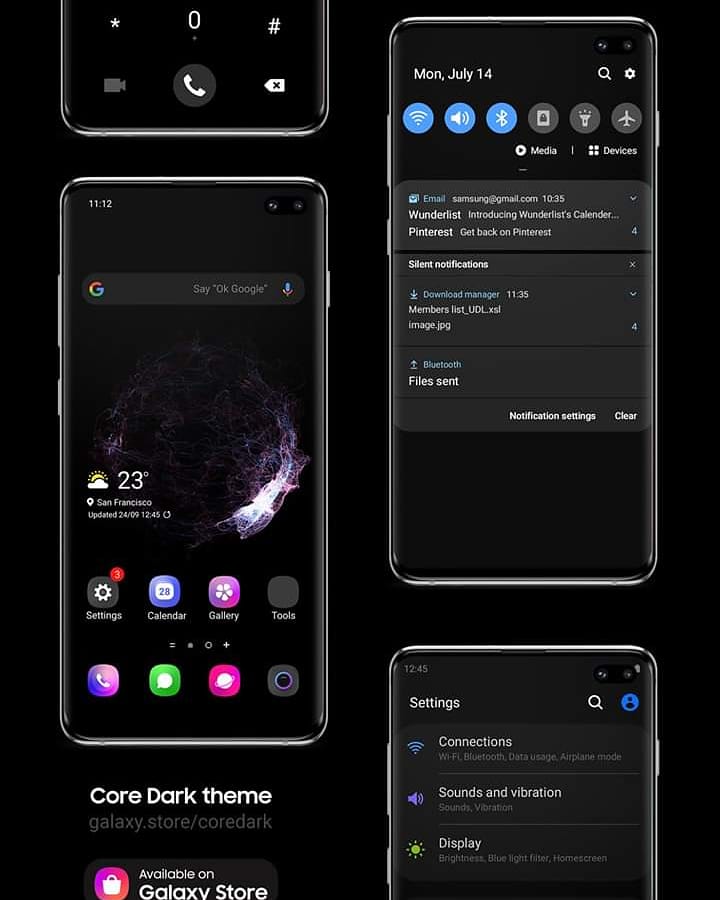 * 0 #
+
11:12
Say "Ok Google"
23°
San Francisco
Updated 24/09 12:45
3
28
Settings Calendar Gallery Tools
Core Dark theme
galaxy.store/coredark
Available on
Galaxy Store
Mon, July 14
Media | Devices
Email samsung@gmail.com 10:35
Wunderlist Introducing Wunderlist's Calender...
Pinterest Get back on Pinterest 4
Silent notifications ×
Download manager 11:35
Members list_UDL.xsl
image.jpg 4
Bluetooth
Files sent
Notification settings Clear
12:45
Settings
Connections
Wi-Fi, Bluetooth, Data usage, Airplane mode
Sounds and vibration
Sounds, Vibration
Display
Brightness, Blue light filter, Homescreen